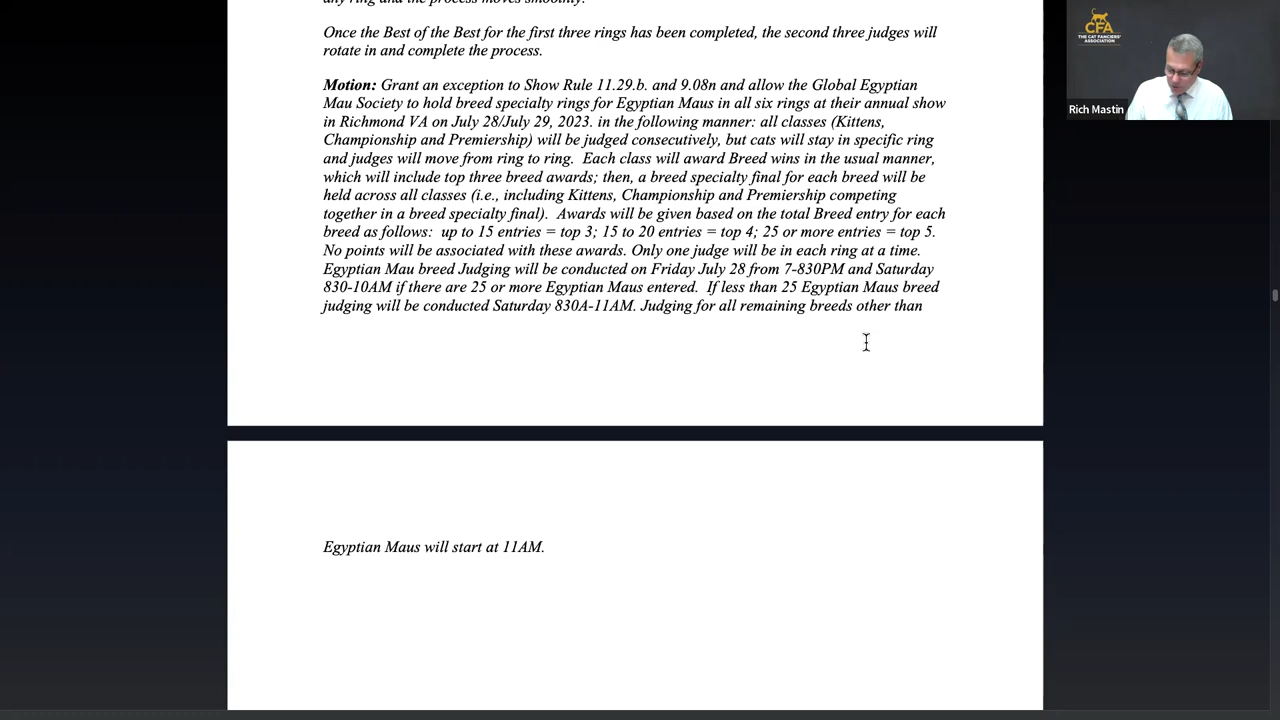 any ring and the process moves smoothly.
Once the Best of the Best for the first three rings has been completed, the second three judges will
rotate in and complete the process.
Motion: Grant an exception to Show Rule 11.29.b. and 9.08n and allow the Global Egyptian
Mau Society to hold breed specialty rings for Egyptian Maus in all six rings at their annual show
in Richmond VA on July 28/July 29, 2023. in the following manner: all classes (Kittens,
Championship and Premiership) will be judged consecutively, but cats will stay in specific ring
and judges will move from ring to ring.  Each class will award Breed wins in the usual manner,
which will include top three breed awards; then, a breed specialty final for each breed will be
held across all classes (i.e., including Kittens, Championship and Premiership competing
together in a breed specialty final).  Awards will be given based on the total Breed entry for each
breed as follows:  up to 15 entries = top 3; 15 to 20 entries = top 4; 25 or more entries = top 5.
No points will be associated with these awards. Only one judge will be in each ring at a time.
Egyptian Mau breed Judging will be conducted on Friday July 28 from 7-830PM and Saturday
830-10AM if there are 25 or more Egyptian Maus entered.  If less than 25 Egyptian Maus breed
judging will be conducted Saturday 830A-11AM. Judging for all remaining breeds other than
Egyptian Maus will start at 11AM.
CFA
THE CAT FANCIERS'
ASSOCIATION
Rich Mastin